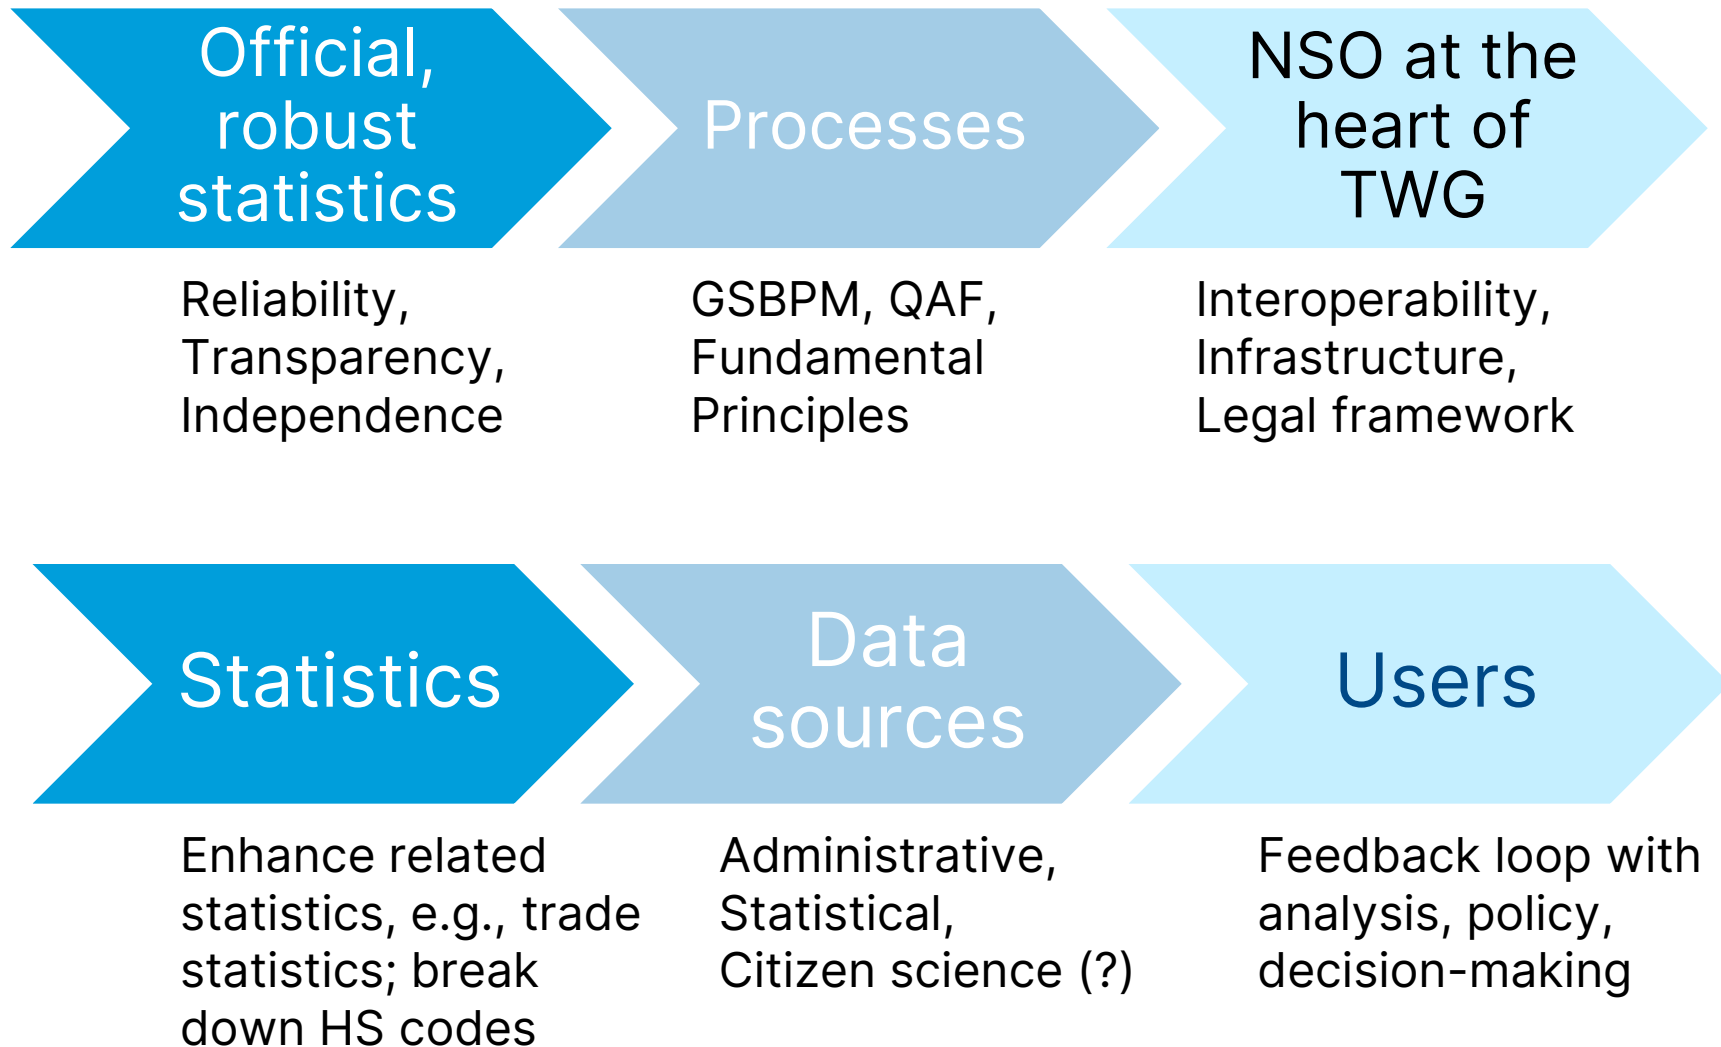 Official,
robust
statistics
Processes
NSO at the
heart of
TWG
Reliability,
Transparency,
Independence
GSBPM, QAF,
Fundamental
Principles
Interoperability,
Infrastructure,
Legal framework
Statistics
Data
sources
Users
Enhance related
statistics, e.g., trade
statistics; break
down HS codes
Administrative,
Statistical,
Citizen science (?)
Feedback loop with
analysis, policy,
decision-making